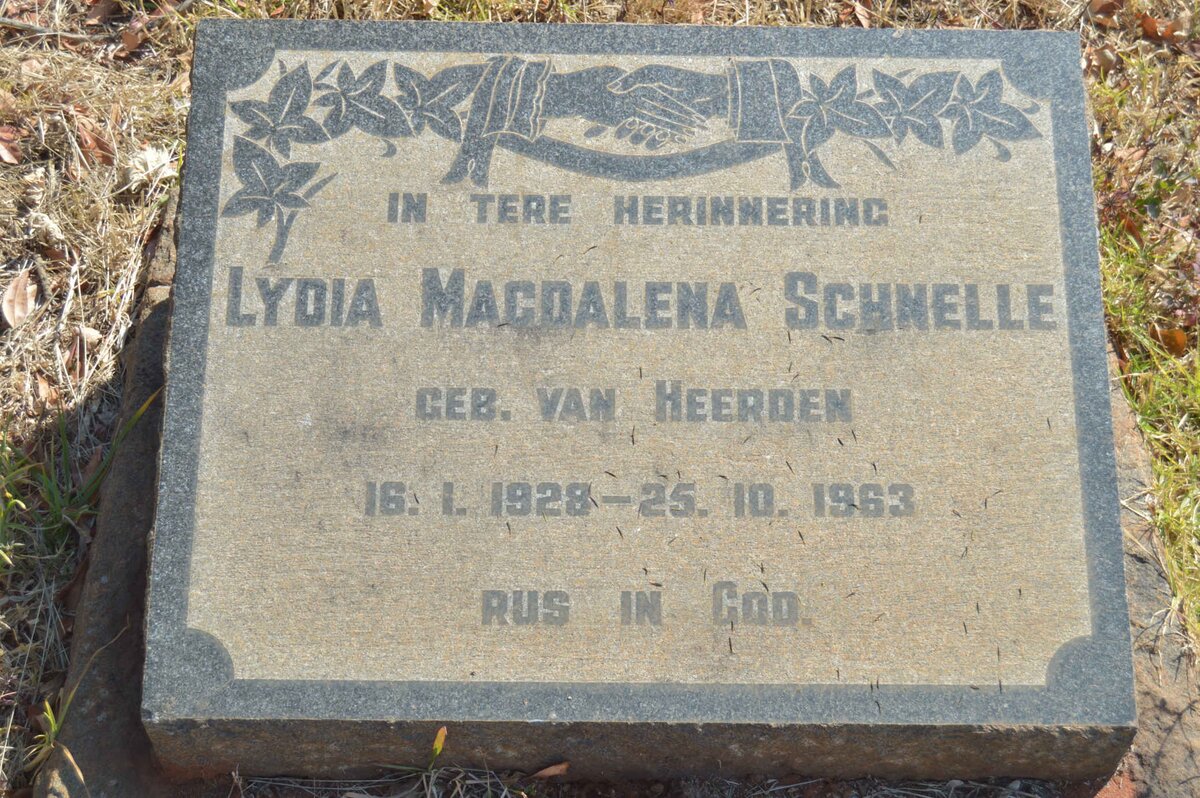 IN TERE HERINNERING
LYDIA MAGDALENA SCHNELLE
GEB. VAN HEERDEN
16. 1. 1928 — 25. 10. 1963
RUS IN GOD.